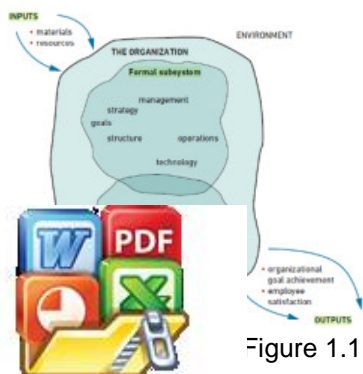 INPUTS
• materials
• resources
ENVIRONMENT
THE ORGANIZATION
Formal subsystem
management
strategy
goals
structure
operations
technology
W
PDF
X
• organizational
goal achievement
• employee
satisfaction
OUTPUTS
Figure 1.1